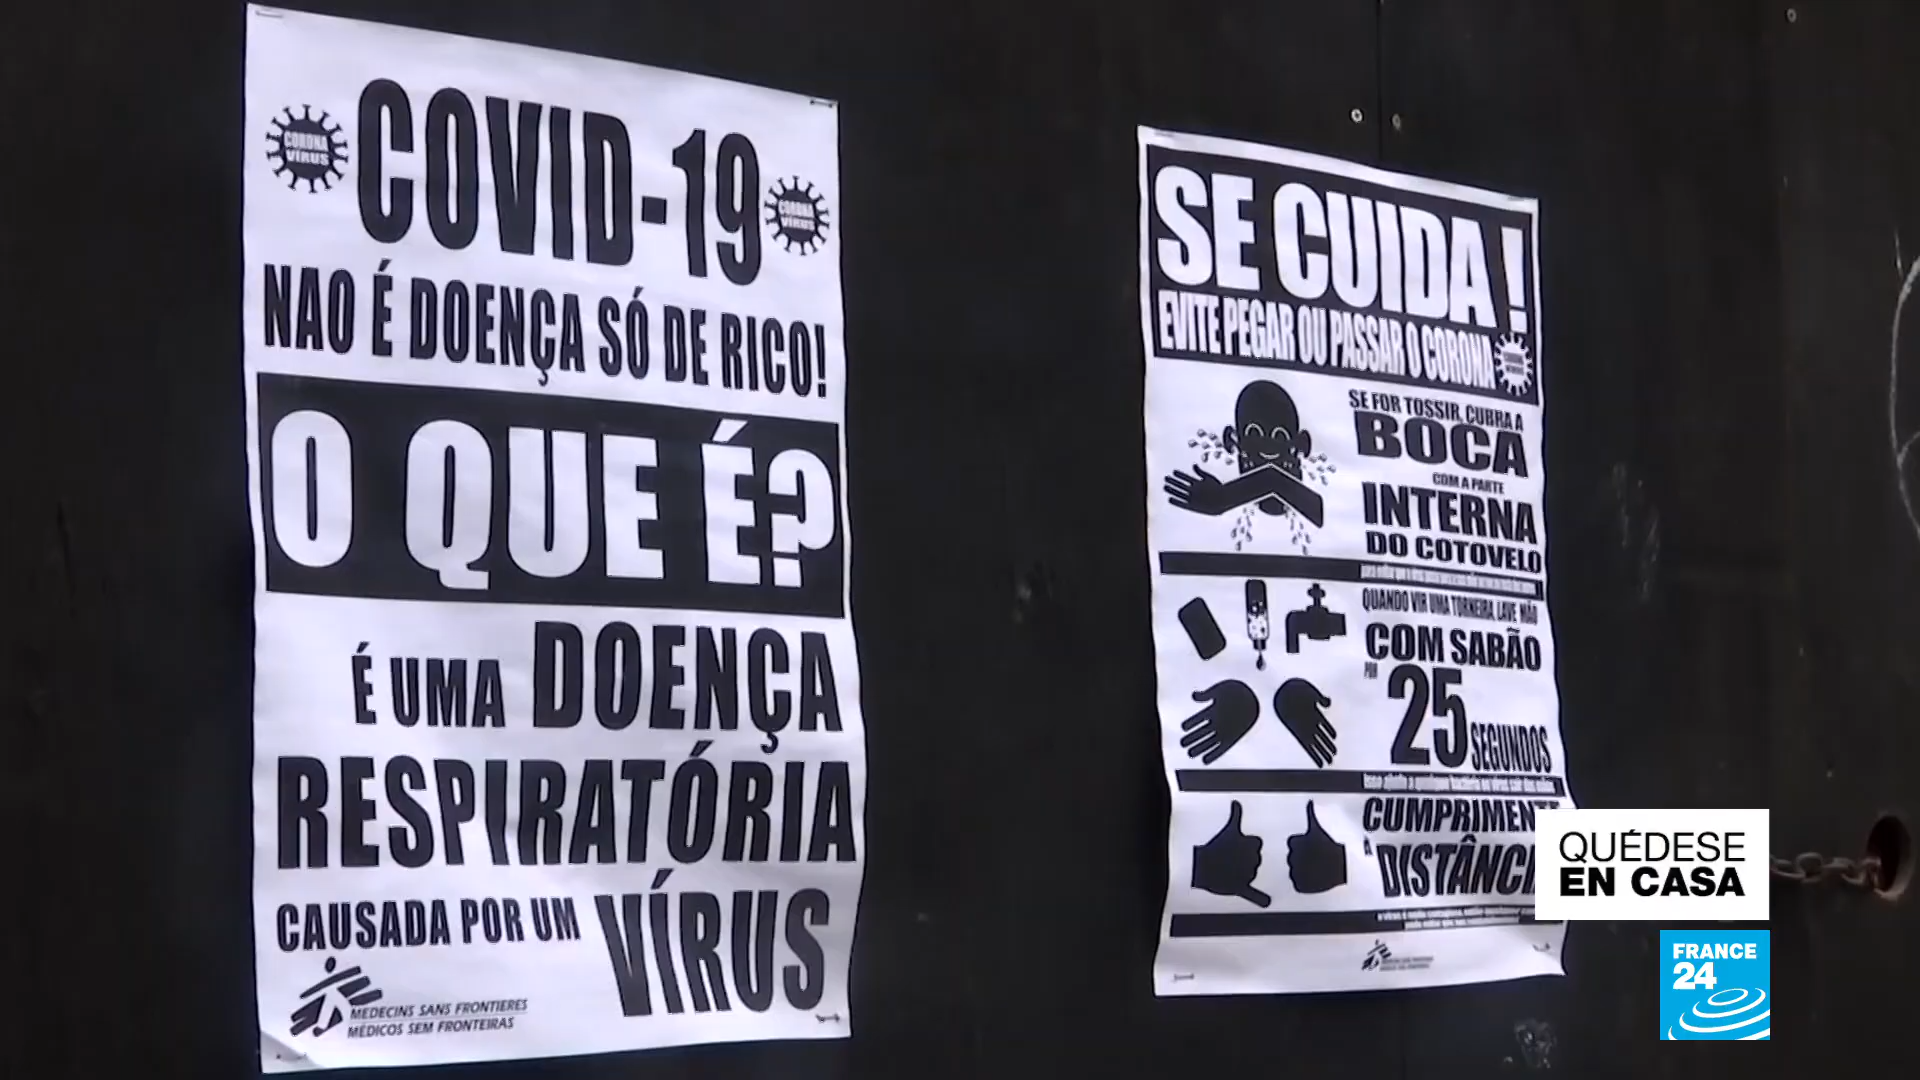 CORONA
VÍRUS
COVID-19
CORONA
VÍRUS
NAO É DOENÇA SÓ DE RICO!
O QUE É?
É UMA DOENÇA
RESPIRATÓRIA
CAUSADA POR UM VÍRUS
MEDECINS SANS FRONTIERES
MÉDICOS SEM FRONTEIRAS
SE CUIDA!
EVITE PEGAR OU PASSAR O CORONA
SE FOR TOSSIR, CUBRA A
BOCA
COM A PARTE
INTERNA
DO COTOVELO
QUANDO VIR UMA TORNEIRA, LAVE MÃO
COM SABÃO
POR 25 SEGUNDOS
CUMPRIMENTE
À DISTÂNCI
QUÉDESE
EN CASA
FRANCE
24